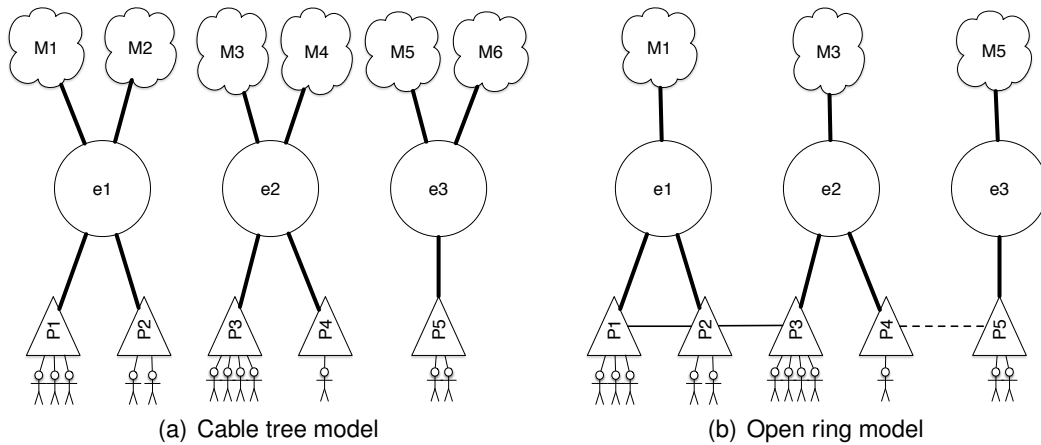 M1 M2 M3 M4 M5 M6 M1 M3 M5
e1 e2 e3 e1 e2 e3
P1 P2 P3 P4 P5 P1 P2 P3 P4 P5
(a) Cable tree model (b) Open ring model